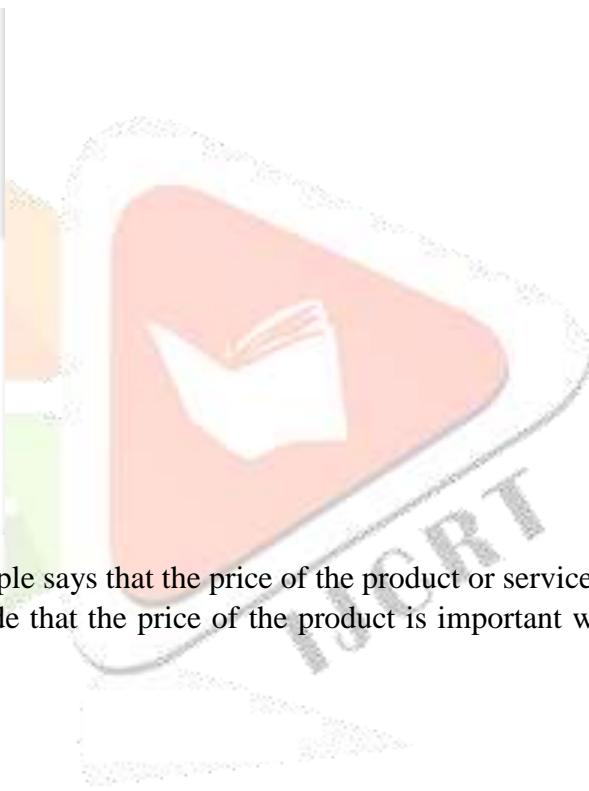 ple says that the price of the product or service
de that the price of the product is important w
IJCRT